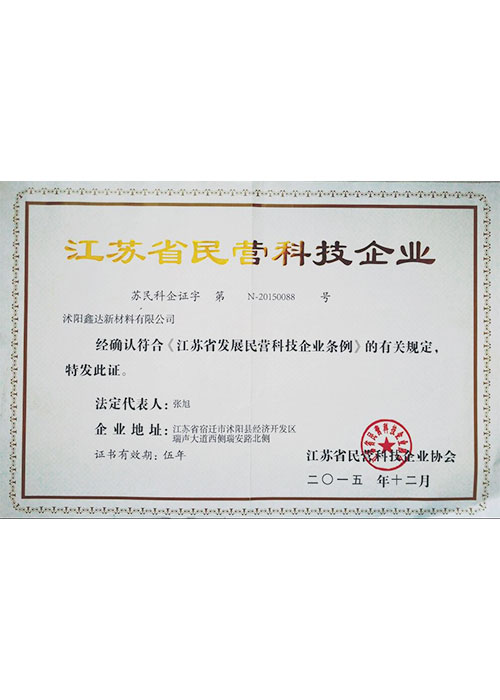 江苏省民营科技企业
苏民科企证字 第 N-20150088 号
沭阳鑫达新材料有限公司
经确认符合《江苏省发展民营科技企业条例》的有关规定，
特发此证。
法定代表人：张旭
企业地址：江苏省宿迁市沭阳县经济开发区
瑞声大道西侧瑞安路北侧
证书有效期：伍年
江苏省民营科技企业协会
二〇一五 年十二月